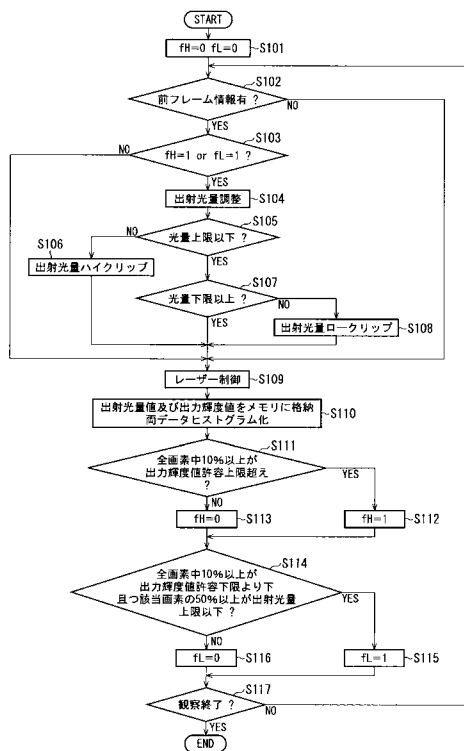 START
fH=0 fL=0
S101
S102
前フレーム情報有 ?
NO
YES
S103
NO
fH=1 or fL=1 ?
YES
出射光量調整
S104
S105
NO
光量上限以下 ?
YES
S106
出射光量ハイクリップ
S107
光量下限以上 ?
NO
YES
出射光量ロークリップ
S108
レーザー制御
S109
出射光量値及び出力輝度値をメモリに格納
両データヒストグラム化
S110
S111
全画素中10%以上が
出力輝度値許容上限超え
?
YES
NO
fH=0
S113
fH=1
S112
S114
全画素中10%以上が
出力輝度値許容下限より下
且つ該当画素の50%以上が出射光量
上限以下 ?
YES
NO
fL=0
S116
fL=1
S115
S117
観察終了 ?
NO
YES
END